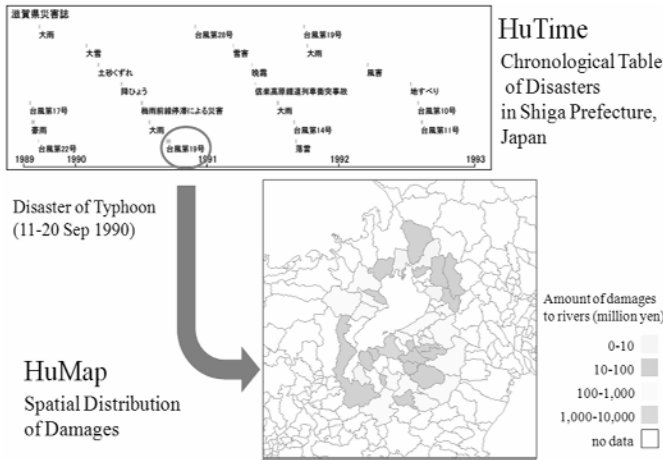 滋賀県災害誌
大雨
台風第20号
台風第19号
大雪
雪害
大雨
土砂くずれ
晩霜
風害
降ひょう
信楽高原鐵道列車衝突事故
地すべり
台風第17号
梅雨前線停滞による災害
大雨
台風第10号
豪雨
大雨
台風第14号
台風第11号
台風第22号
台風第19号
落雷
1989 1990 1991 1992 1993
HuTime
Chronological Table
of Disasters
in Shiga Prefecture,
Japan
Disaster of Typhoon
(11-20 Sep 1990)
HuMap
Spatial Distribution
of Damages
Amount of damages
to rivers (million yen)
0-10
10-100
100-1,000
1,000-10,000
no data